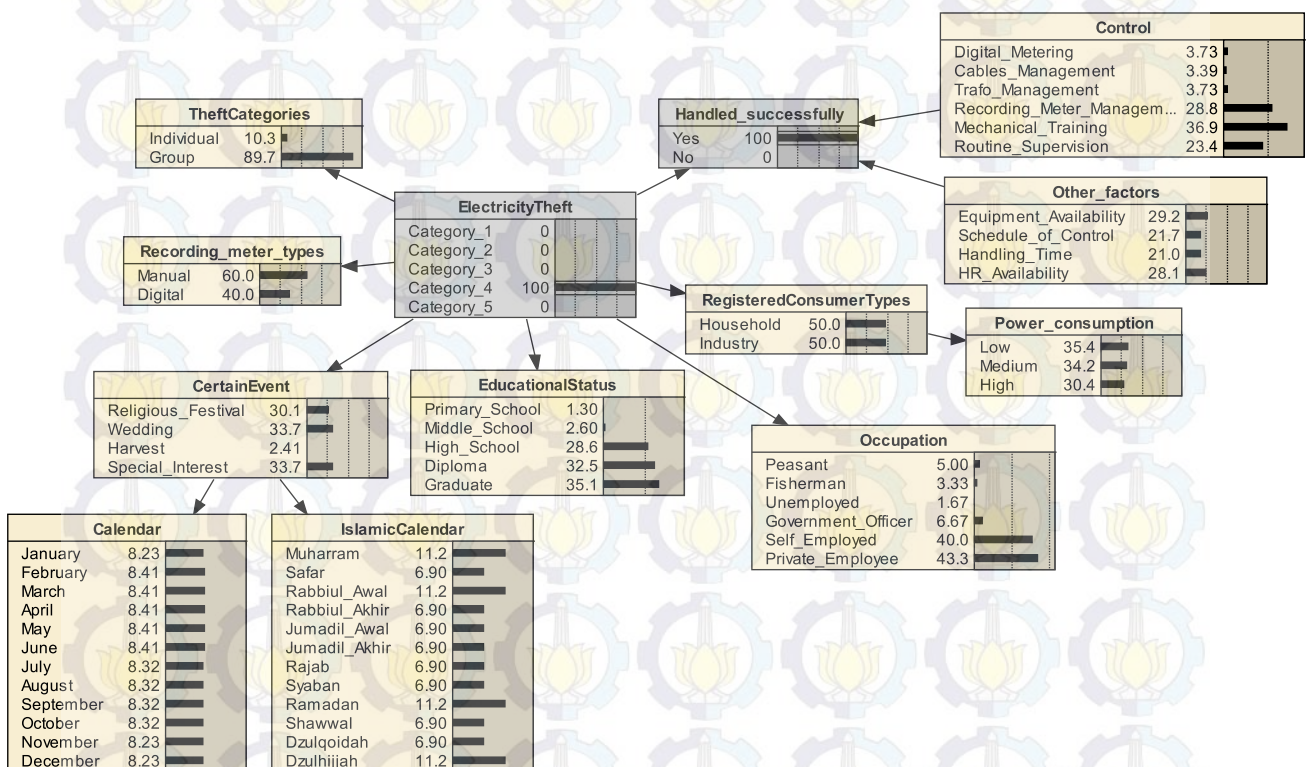 Control
Digital_Metering 3.73
Cables_Management 3.39
Trafo_Management 3.73
Recording_Meter_Managem... 28.8
Mechanical_Training 36.9
Routine_Supervision 23.4
TheftCategories
Individual 10.3
Group 89.7
Handled_successfully
Yes 100
No 0
Other_factors
Equipment_Availability 29.2
Schedule_of_Control 21.7
Handling_Time 21.0
HR_Availability 28.1
ElectricityTheft
Category_1 0
Category_2 0
Category_3 0
Category_4 100
Category_5 0
Recording_meter_types
Manual 60.0
Digital 40.0
RegisteredConsumerTypes
Household 50.0
Industry 50.0
Power_consumption
Low 35.4
Medium 34.2
High 30.4
CertainEvent
Religious_Festival 30.1
Wedding 33.7
Harvest 2.41
Special_Interest 33.7
EducationalStatus
Primary_School 1.30
Middle_School 2.60
High_School 28.6
Diploma 32.5
Graduate 35.1
Occupation
Peasant 5.00
Fisherman 3.33
Unemployed 1.67
Government_Officer 6.67
Self_Employed 40.0
Private_Employee 43.3
Calendar
January 8.23
February 8.41
March 8.41
April 8.41
May 8.41
June 8.41
July 8.32
August 8.32
September 8.32
October 8.32
November 8.23
December 8.23
IslamicCalendar
Muharram 11.2
Safar 6.90
Rabbiul_Awal 11.2
Rabbiul_Akhir 6.90
Jumadil_Awal 6.90
Jumadil_Akhir 6.90
Rajab 6.90
Syaban 6.90
Ramadan 11.2
Shawwal 6.90
Dzulqoidah 6.90
Dzulhijjah 11.2